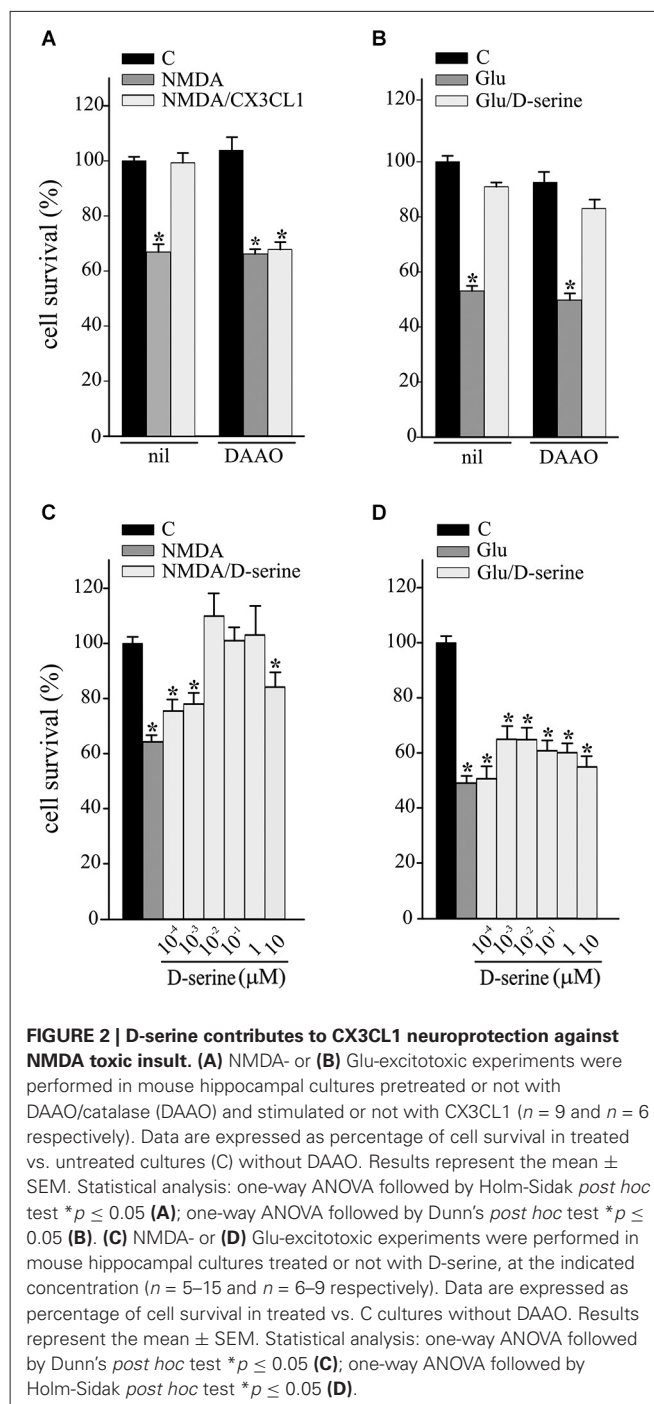 A
C
NMDA
NMDA/CX3CL1
cell survival (%)
120
100
80
60
40
20
0
* * *
nil DAAO
B
C
Glu
Glu/D-serine
120
100
80
60
40
20
0
* *
nil DAAO
C
C
NMDA
NMDA/D-serine
cell survival (%)
120
100
80
60
40
20
0
* * * *
10⁻⁴ 10⁻³ 10⁻² 10⁻¹ 1 10
D-serine (μM)
D
C
Glu
Glu/D-serine
120
100
80
60
40
20
0
* * * * * * *
10⁻⁴ 10⁻³ 10⁻² 10⁻¹ 1 10
D-serine (μM)
FIGURE 2 | D-serine contributes to CX3CL1 neuroprotection against
NMDA toxic insult. (A) NMDA- or (B) Glu-excitotoxic experiments were
performed in mouse hippocampal cultures pretreated or not with
DAAO/catalase (DAAO) and stimulated or not with CX3CL1 (n = 9 and n = 6
respectively). Data are expressed as percentage of cell survival in treated
vs. untreated cultures (C) without DAAO. Results represent the mean ±
SEM. Statistical analysis: one-way ANOVA followed by Holm-Sidak post hoc
test *p ≤ 0.05 (A); one-way ANOVA followed by Dunn's post hoc test *p ≤
0.05 (B). (C) NMDA- or (D) Glu-excitotoxic experiments were performed in
mouse hippocampal cultures treated or not with D-serine, at the indicated
concentration (n = 5–15 and n = 6–9 respectively). Data are expressed as
percentage of cell survival in treated vs. C cultures without DAAO. Results
represent the mean ± SEM. Statistical analysis: one-way ANOVA followed
by Dunn's post hoc test *p ≤ 0.05 (C); one-way ANOVA followed by
Holm-Sidak post hoc test *p ≤ 0.05 (D).